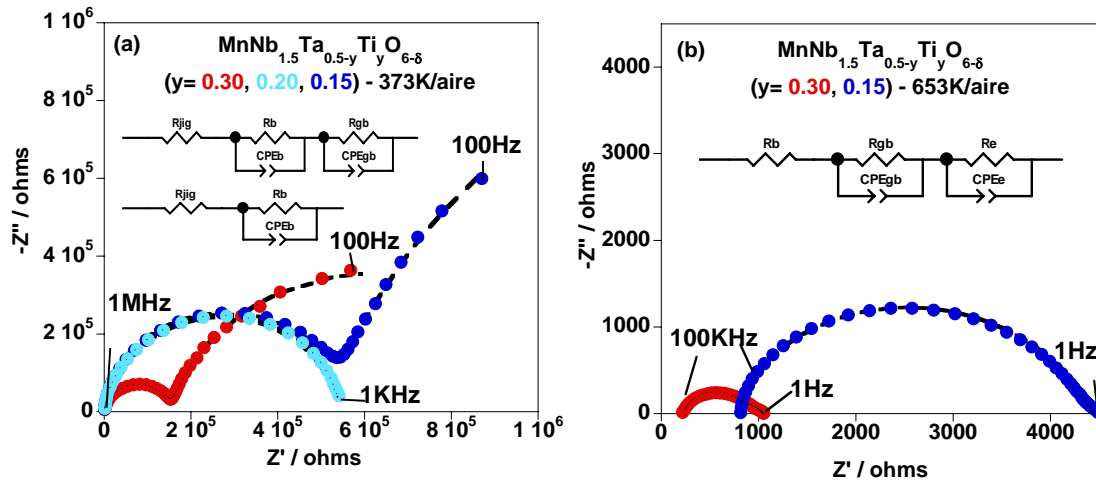 (a)
MnNb1.5Ta0.5-yTiyO6-δ
(y= 0.30, 0.20, 0.15) - 373K/aire
Rjig Rb Rgb
CPEb CPEgb
Rjig Rb
CPEb
100Hz
100Hz
1MHz
1KHz
1 10^6
8 10^5
6 10^5
4 10^5
2 10^5
0
-Z'' / ohms
0 2 10^5 4 10^5 6 10^5 8 10^5 1 10^6
Z' / ohms
(b)
MnNb1.5Ta0.5-yTiyO6-δ
(y= 0.30, 0.15) - 653K/aire
Rb Rgb Re
CPEgb CPEe
100KHz
1Hz
1Hz
4000
3000
2000
1000
0
-Z'' / ohms
0 1000 2000 3000 4000
Z' / ohms